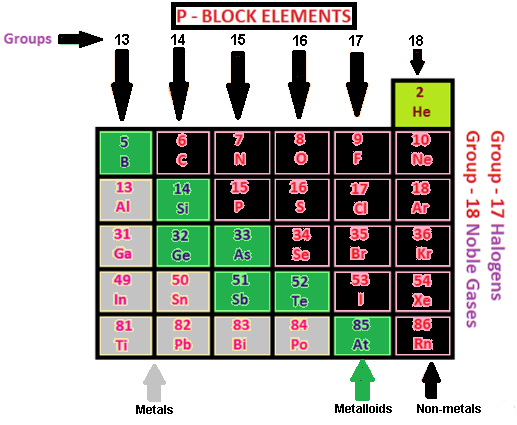 P - BLOCK ELEMENTS
Groups
13
14
15
16
17
18
2
He
5
6
7
8
9
10
B
C
N
O
F
Ne
13
14
15
16
17
18
Al
Si
P
S
Cl
Ar
31
32
33
34
35
36
Ga
Ge
As
Se
Br
Kr
49
50
51
52
53
54
In
Sn
Sb
Te
I
Xe
81
82
83
84
85
86
Ti
Pb
Bi
Po
At
Rn
Group - 18 Noble Gases
Group - 17 Halogens
Metals
Metalloids
Non-metals